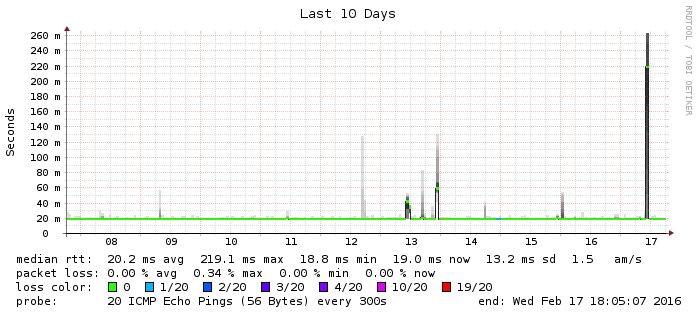 Last 10 Days
RRDTOOL / TOBI OETIKER
Seconds
260 m
240 m
220 m
200 m
180 m
160 m
140 m
120 m
100 m
80 m
60 m
40 m
20 m
0
08 09 10 11 12 13 14 15 16 17
median rtt: 20.2 ms avg 219.1 ms max 18.8 ms min 19.0 ms now 13.2 ms sd 1.5 am/s
packet loss: 0.00 % avg 0.34 % max 0.00 % min 0.00 % now
loss color: 0 1/20 2/20 3/20 4/20 10/20 19/20
probe: 20 ICMP Echo Pings (56 Bytes) every 300s end: Wed Feb 17 18:05:07 2016